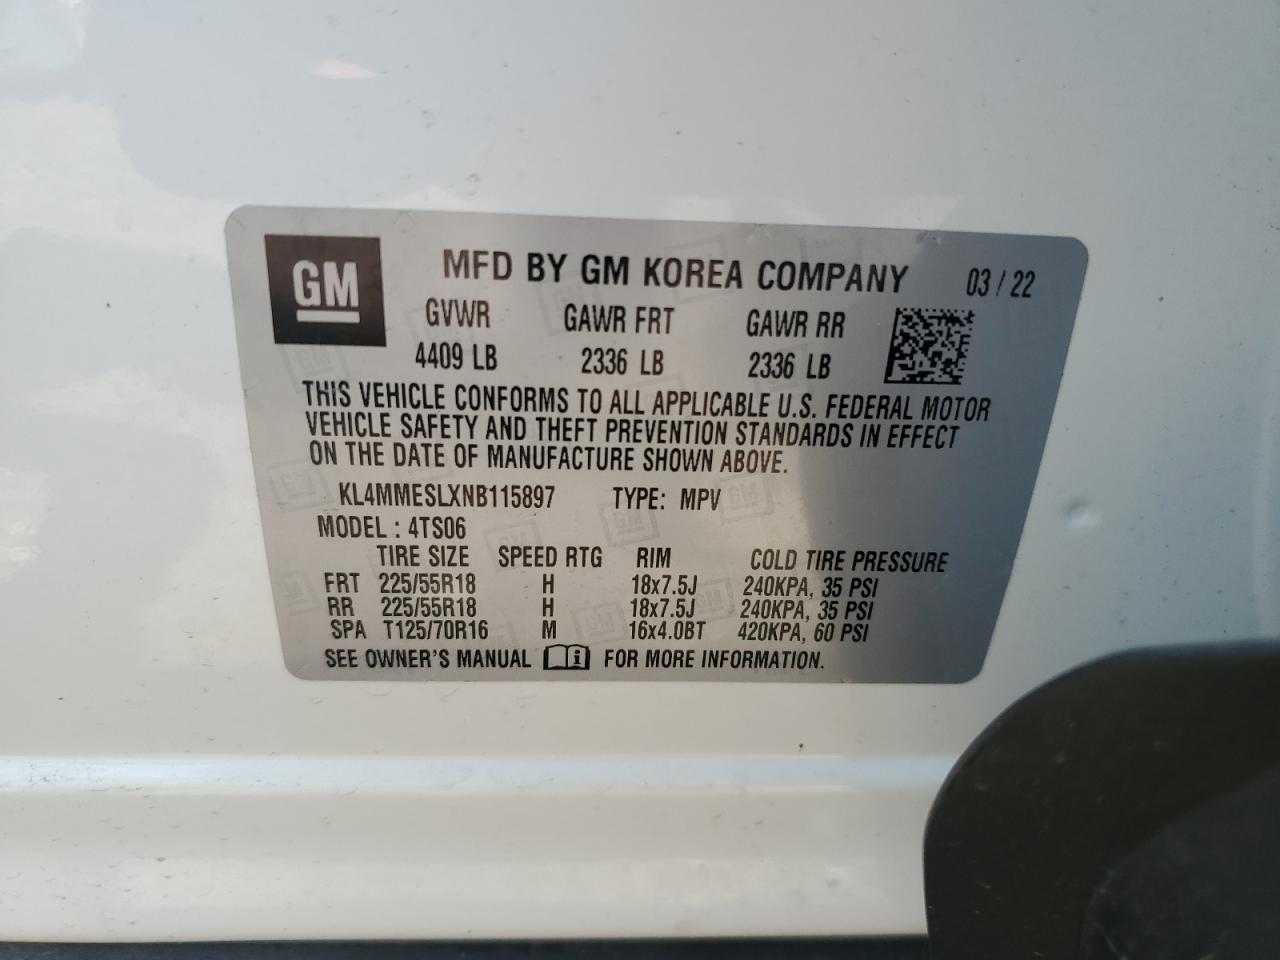 GM MFD BY GM KOREA COMPANY 03 / 22
GVWR GAWR FRT GAWR RR
4409 LB 2336 LB 2336 LB
THIS VEHICLE CONFORMS TO ALL APPLICABLE U.S. FEDERAL MOTOR
VEHICLE SAFETY AND THEFT PREVENTION STANDARDS IN EFFECT
ON THE DATE OF MANUFACTURE SHOWN ABOVE.
KL4MMESLXNB115897 TYPE: MPV
MODEL : 4TS06
TIRE SIZE SPEED RTG RIM COLD TIRE PRESSURE
FRT 225/55R18 H 18x7.5J 240KPA, 35 PSI
RR 225/55R18 H 18x7.5J 240KPA, 35 PSI
SPA T125/70R16 M 16x4.0BT 420KPA, 60 PSI
SEE OWNER'S MANUAL i FOR MORE INFORMATION.